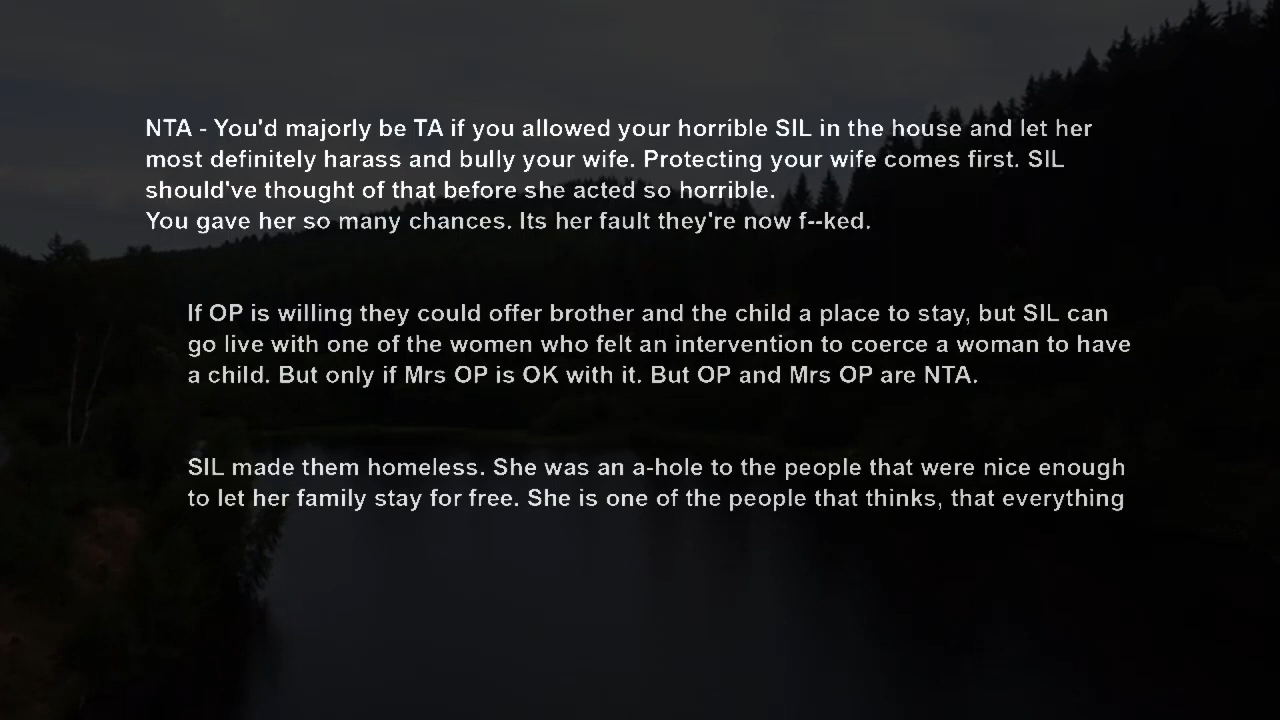 NTA - You'd majorly be TA if you allowed your horrible SIL in the house and let her
most definitely harass and bully your wife. Protecting your wife comes first. SIL
should've thought of that before she acted so horrible.
You gave her so many chances. Its her fault they're now f--ked.
If OP is willing they could offer brother and the child a place to stay, but SIL can
go live with one of the women who felt an intervention to coerce a woman to have
a child. But only if Mrs OP is OK with it. But OP and Mrs OP are NTA.
SIL made them homeless. She was an a-hole to the people that were nice enough
to let her family stay for free. She is one of the people that thinks, that everything